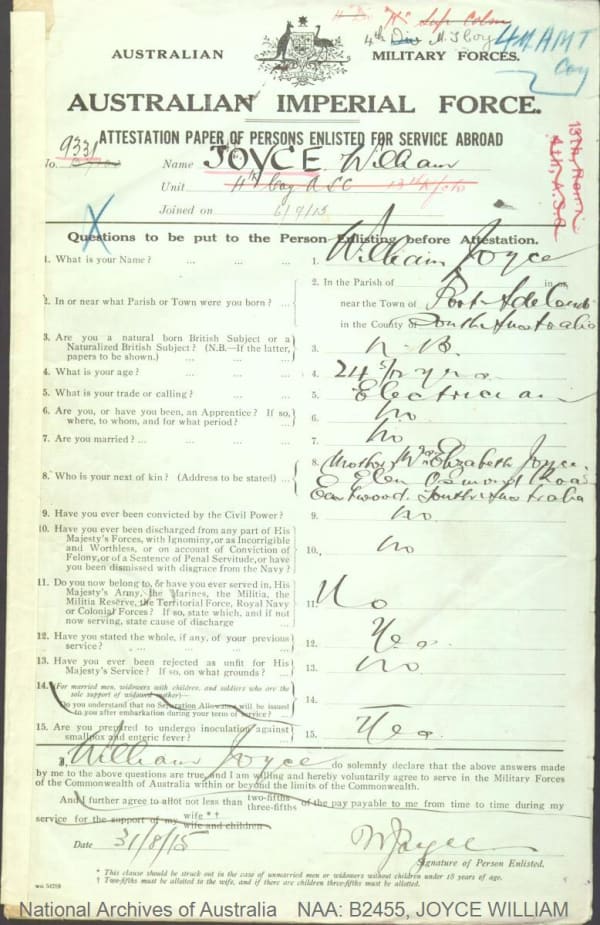 4th Div M.T Coy
4th A M T
Coy
AUSTRALIAN MILITARY FORCES.
AUSTRALIAN IMPERIAL FORCE.
ATTESTATION PAPER OF PERSONS ENLISTED FOR SERVICE ABROAD
No. 9331 Name JOYCE. William
Unit 4th Coy ASC
Joined on
Questions to be put to the Person Enlisting before Attestation.
1. What is your Name? ... ... ... 1. William Joyce
2. In or near what Parish or Town were you born? ... 2. In the Parish of in or
near the Town of Port Adelaide
in the County of South Australia
3. Are you a natural born British Subject or a
Naturalized British Subject? (N.B.—If the latter,
papers to be shown.) ... ... ... 3. N. B.
4. What is your age? ... ... ... 4. 24 5/12 years
5. What is your trade or calling? ... ... 5. Electrician
6. Are you, or have you been, an Apprentice? If so,
where, to whom, and for what period? ... 6. No
7. Are you married? ... ... ... ... 7. No
8. Who is your next of kin? (Address to be stated) ... 8. Mother Mrs Elizabeth Joyce
Glen Osmond Road
Eastwood. South Australia
9. Have you ever been convicted by the Civil Power? 9. No
10. Have you ever been discharged from any part of His
Majesty's Forces, with Ignominy, or as Incorrigible
and Worthless, or on account of Conviction of
Felony, or of a Sentence of Penal Servitude, or have
you been dismissed with disgrace from the Navy? 10. No
11. Do you now belong to, or have you ever served in, His
Majesty's Army, the Marines, the Militia, the
Militia Reserve, the Territorial Force, Royal Navy
or Colonial Forces? If so, state which, and if not
now serving, state cause of discharge ... 11. No
12. Have you stated the whole, if any, of your previous
service? ... ... ... ... 12. Yes
13. Have you ever been rejected as unfit for His
Majesty's Service? If so, on what grounds? ... 13. No
14. (For married men, widowers with children, and soldiers who are the
sole support of widowed mother)—
Do you understand that no Separation Allowance will be issued
to you after embarkation during your term of service? ... 14.
15. Are you prepared to undergo inoculation against
smallpox and enteric fever? ... ... 15. Yes
I, William Joyce do solemnly declare that the above answers made
by me to the above questions are true, and I am willing and hereby voluntarily agree to serve in the Military Forces
of the Commonwealth of Australia within or beyond the limits of the Commonwealth.
And I further agree to allot not less than two-fifths three-fifths of the pay payable to me from time to time during my
service for the support of my wife * † wife and children
Date 31/8/15 W Joyce
Signature of Person Enlisted.
* This clause should be struck out in the case of unmarried men or widowers without children under 18 years of age.
† Two-fifths must be allotted to the wife, and if there are children three-fifths must be allotted.
National Archives of Australia NAA: B2455, JOYCE WILLIAM